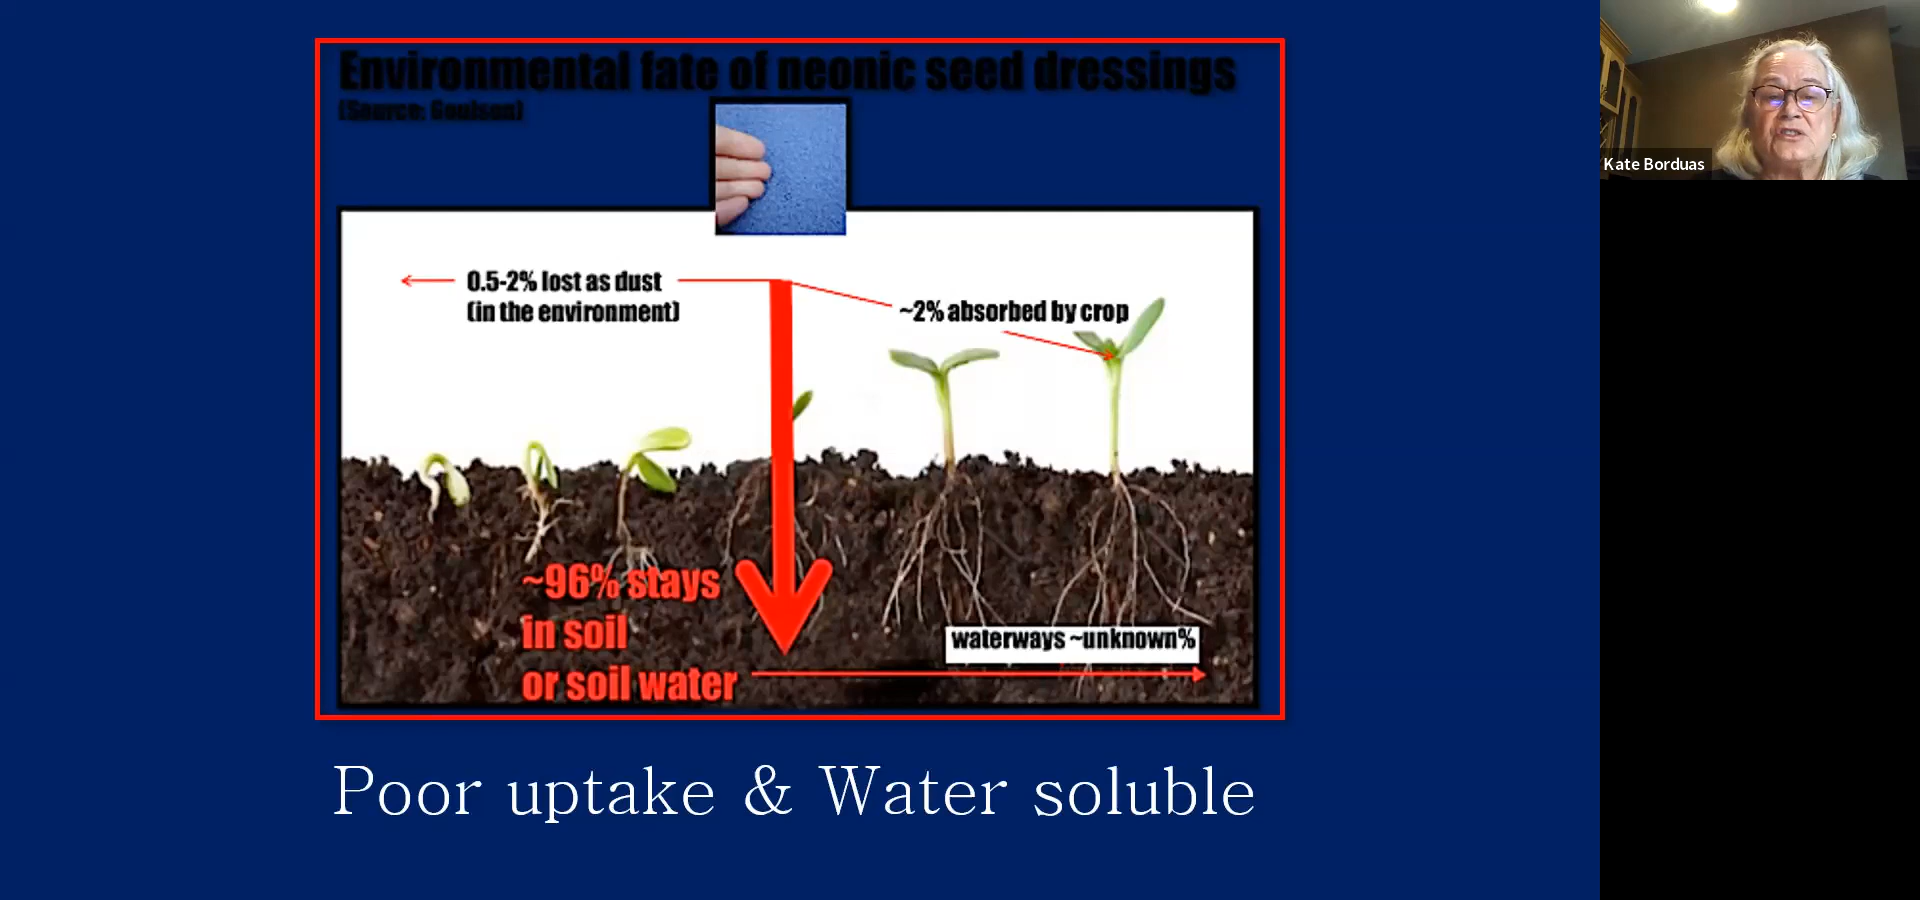 Environmental fate of neonic seed dressings
(Source: Goulson)
0.5-2% lost as dust
(in the environment)
~2% absorbed by crop
~96% stays
in soil
or soil water
waterways ~unknown%
Poor uptake & Water soluble
Kate Borduas